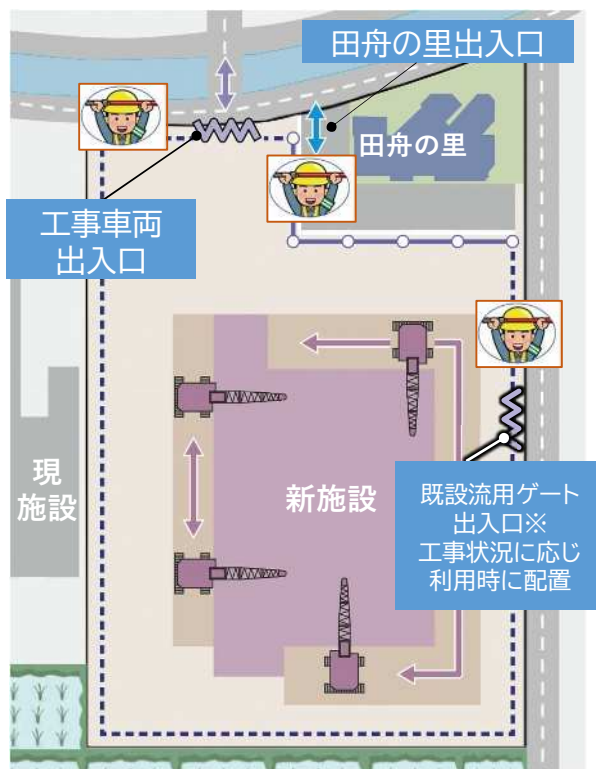 田舟の里出入口
田舟の里
工事車両
出入口
現
施設
新施設
既設流用ゲート
出入口※
工事状況に応じ
利用時に配置